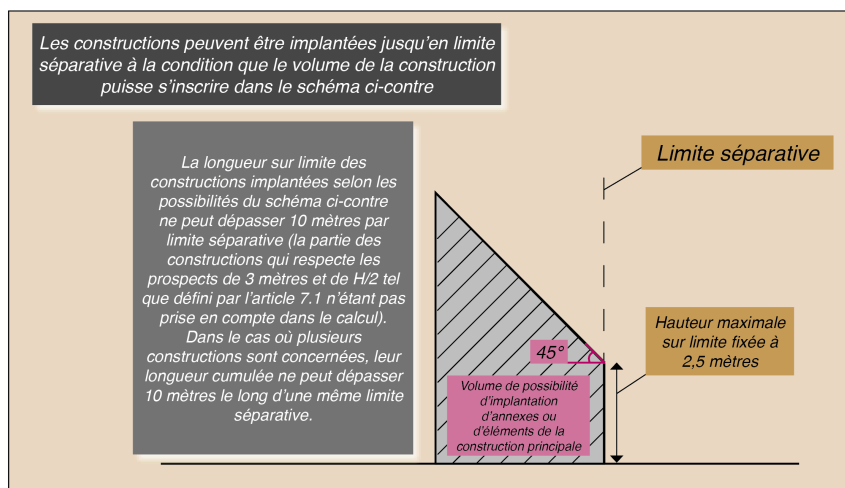 Les constructions peuvent être implantées jusqu'en limite
séparative à la condition que le volume de la construction
puisse s'inscrire dans le schéma ci-contre
La longueur sur limite des
constructions implantées selon les
possibilités du schéma ci-contre
ne peut dépasser 10 mètres par
limite séparative (la partie des
constructions qui respecte les
prospects de 3 mètres et de H/2 tel
que défini par l'article 7.1 n'étant pas
prise en compte dans le calcul).
Dans le cas où plusieurs
constructions sont concernées, leur
longueur cumulée ne peut dépasser
10 mètres le long d'une même limite
séparative.
Limite séparative
45°
Hauteur maximale
sur limite fixée à
2,5 mètres
Volume de possibilité
d'implantation
d'annexes ou
d'éléments de la
construction principale